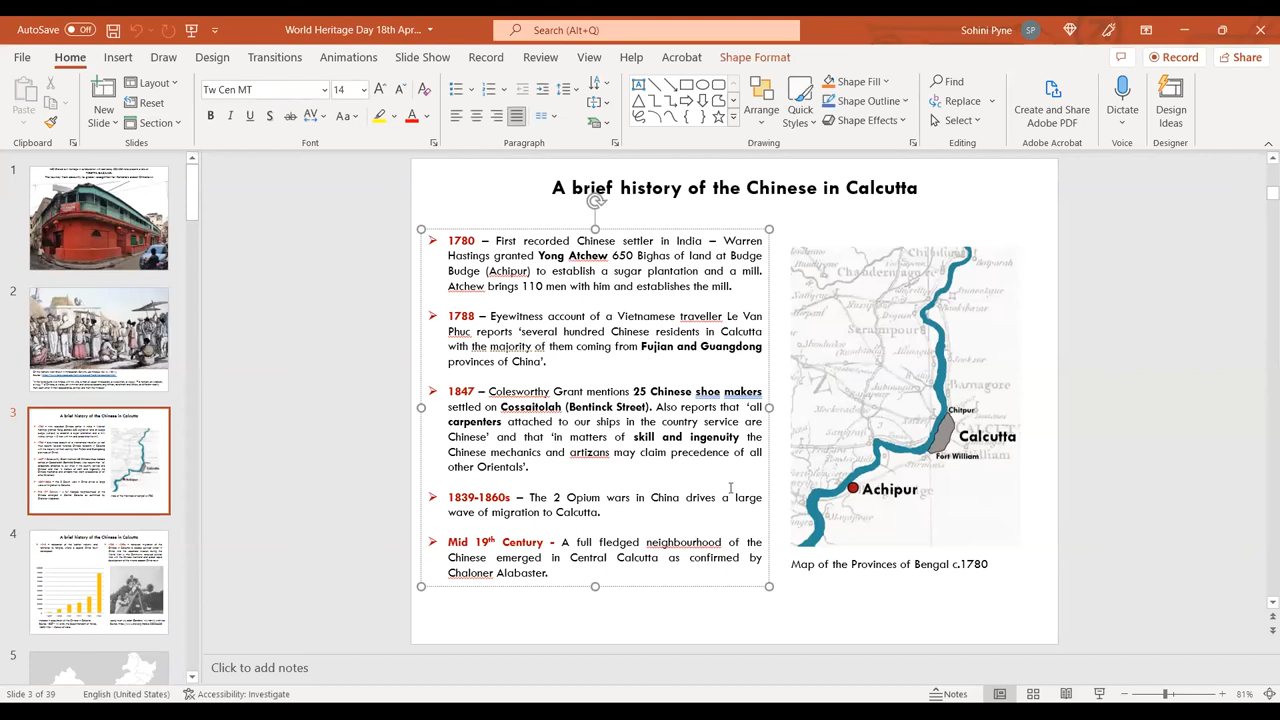 AutoSave Off
World Heritage Day 18th Apr...
Search (Alt+Q)
Sohini Pyne SP
File Home Insert Draw Design Transitions Animations Slide Show Record Review View Help Acrobat Shape Format
Record Share
Paste
Clipboard
New Slide
Layout
Reset
Section
Slides
Tw Cen MT 14
B I U S ab AV Aa A
Font
Paragraph
Arrange
Quick Styles
Shape Fill
Shape Outline
Shape Effects
Drawing
Find
Replace
Select
Editing
Create and Share Adobe PDF
Adobe Acrobat
Dictate
Voice
Design Ideas
Designer
1
2
3
A brief history of the Chinese in Calcutta
4
A brief history of the Chinese in Calcutta
5
A brief history of the Chinese in Calcutta
1780 – First recorded Chinese settler in India – Warren
Hastings granted Yong Atchew 650 Bighas of land at Budge
Budge (Achipur) to establish a sugar plantation and a mill.
Atchew brings 110 men with him and establishes the mill.
1788 – Eyewitness account of a Vietnamese traveller Le Van
Phuc reports ‘several hundred Chinese residents in Calcutta
with the majority of them coming from Fujian and Guangdong
provinces of China’.
1847 – Colesworthy Grant mentions 25 Chinese shoe makers
settled on Cossaitolah (Bentinck Street). Also reports that ‘all
carpenters attached to our ships in the country service are
Chinese’ and that ‘in matters of skill and ingenuity the
Chinese mechanics and artizans may claim precedence of all
other Orientals’.
1839-1860s – The 2 Opium wars in China drives a large
wave of migration to Calcutta.
Mid 19th Century - A full fledged neighbourhood of the
Chinese emerged in Central Calcutta as confirmed by
Chaloner Alabaster.
Chandernagore
Serampour
Barnagore
Chitpur
Calcutta
Fort William
Achipur
Map of the Provinces of Bengal c.1780
Click to add notes
Slide 3 of 39 English (United States) Accessibility: Investigate Notes 81%